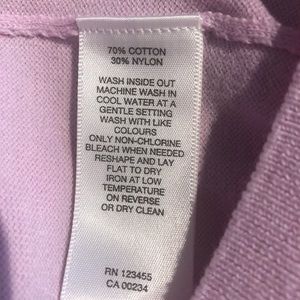 70% COTTON
30% NYLON
WASH INSIDE OUT
MACHINE WASH IN
COOL WATER AT A
GENTLE SETTING
WASH WITH LIKE
COLOURS
ONLY NON-CHLORINE
BLEACH WHEN NEEDED
RESHAPE AND LAY
FLAT TO DRY
IRON AT LOW
TEMPERATURE
ON REVERSE
OR DRY CLEAN
RN 123455
CA 00234